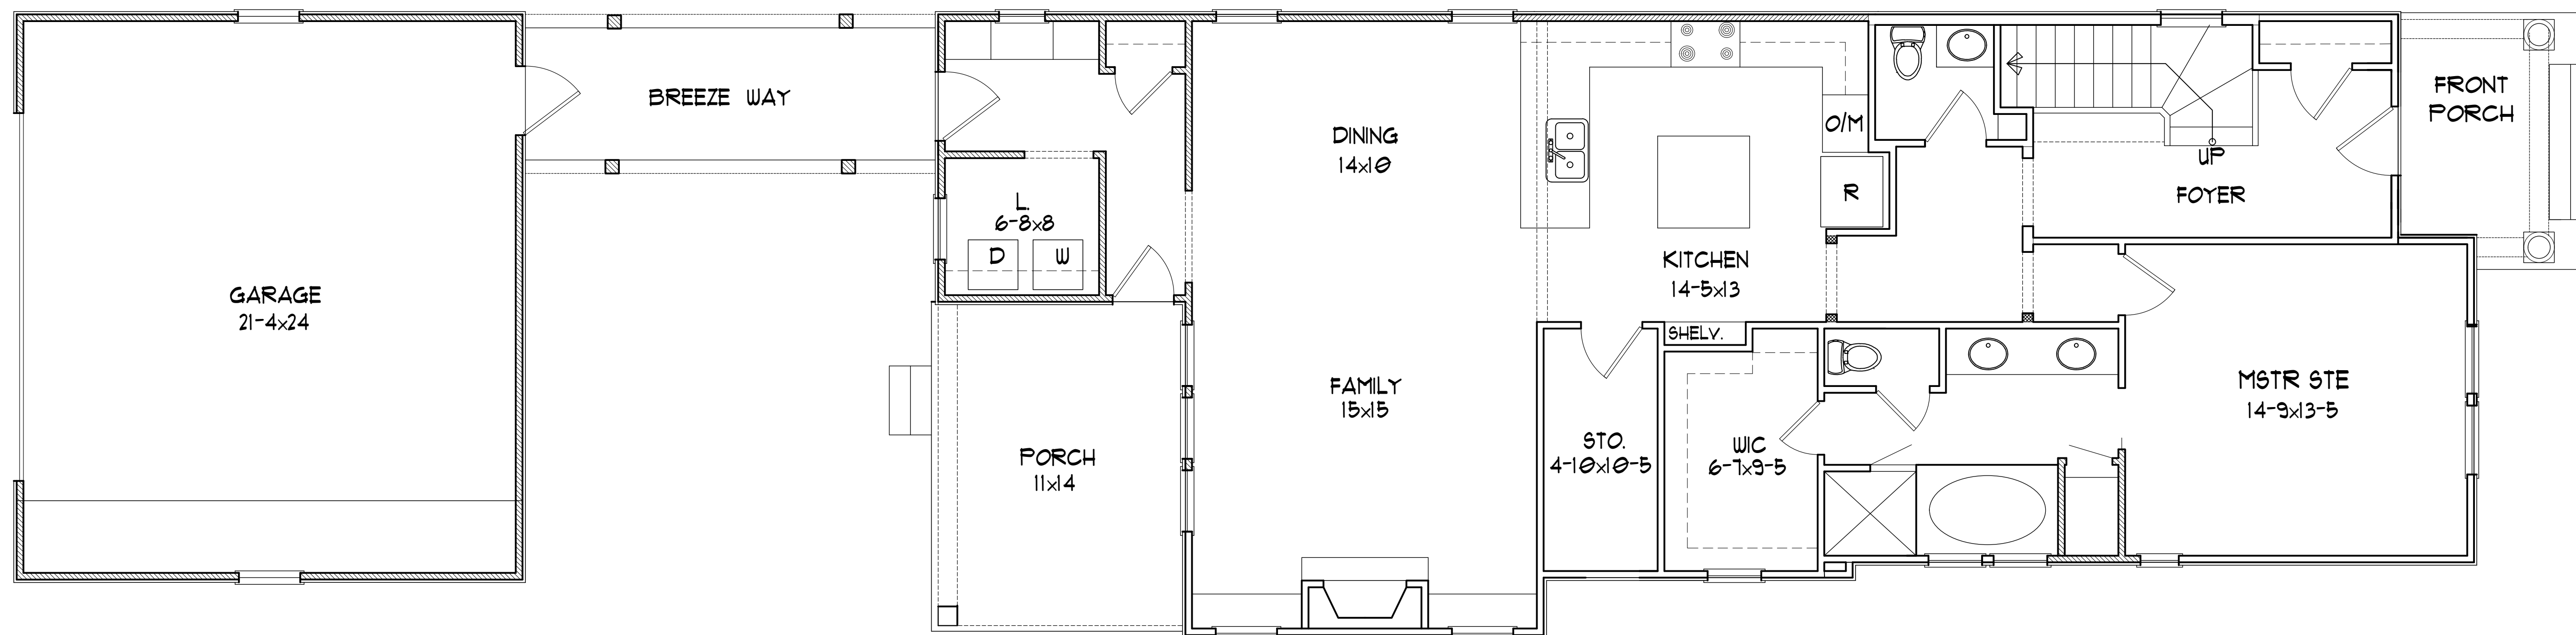 GARAGE
21-4x24
BREEZE WAY
L.
6-8x8
D
W
PORCH
11x14
DINING
14x10
FAMILY
15x15
KITCHEN
14-5x13
O/M
R
SHELV.
STO.
4-10x10-5
WIC
6-7x9-5
UP
FOYER
MSTR STE
14-9x13-5
FRONT
PORCH